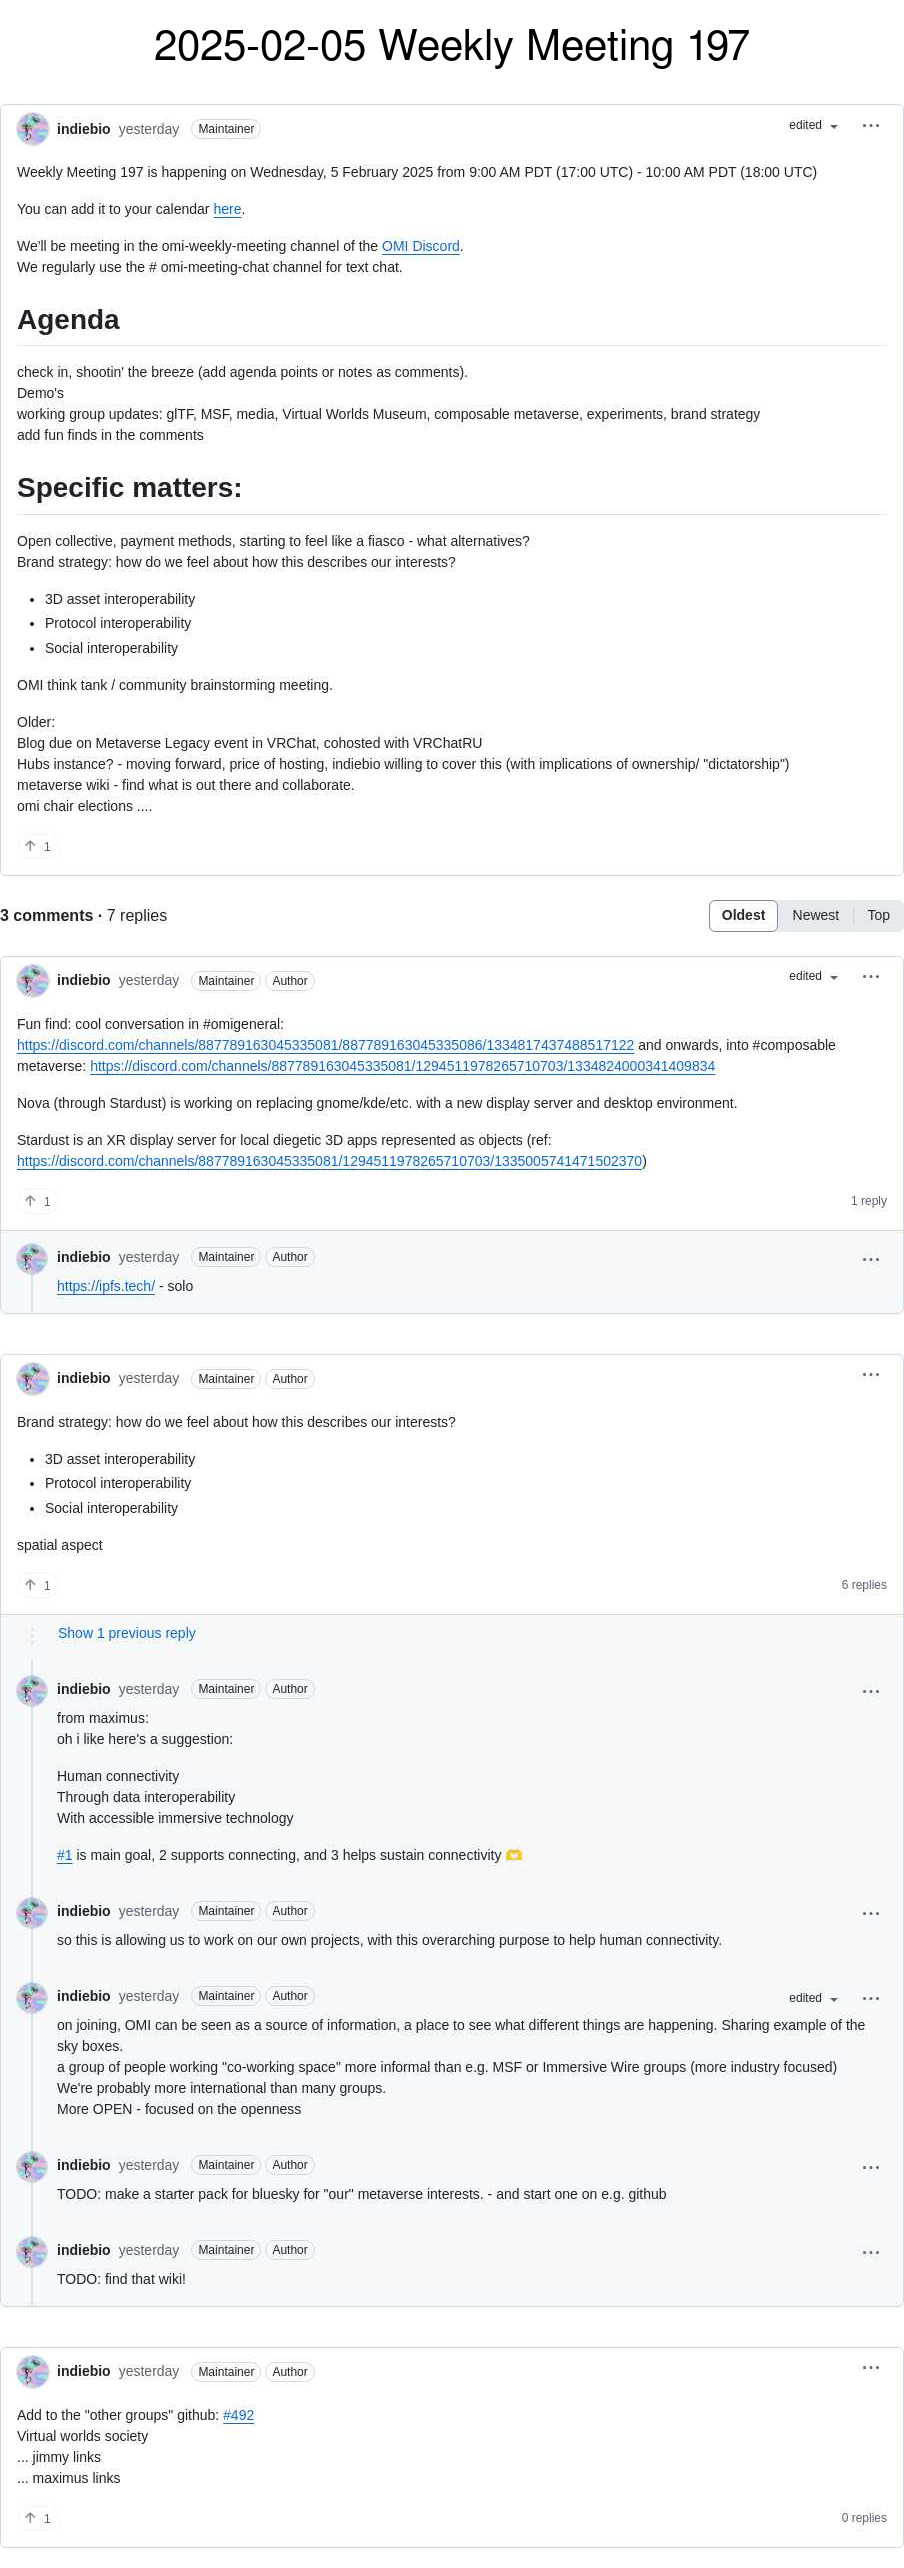 2025-02-05 Weekly Meeting 197
indiebio yesterday Maintainer edited
Weekly Meeting 197 is happening on Wednesday, 5 February 2025 from 9:00 AM PDT (17:00 UTC) - 10:00 AM PDT (18:00 UTC)
You can add it to your calendar here.
We'll be meeting in the omi-weekly-meeting channel of the OMI Discord.
We regularly use the # omi-meeting-chat channel for text chat.
Agenda
check in, shootin' the breeze (add agenda points or notes as comments).
Demo's
working group updates: glTF, MSF, media, Virtual Worlds Museum, composable metaverse, experiments, brand strategy
add fun finds in the comments
Specific matters:
Open collective, payment methods, starting to feel like a fiasco - what alternatives?
Brand strategy: how do we feel about how this describes our interests?
• 3D asset interoperability
• Protocol interoperability
• Social interoperability
OMI think tank / community brainstorming meeting.
Older:
Blog due on Metaverse Legacy event in VRChat, cohosted with VRChatRU
Hubs instance? - moving forward, price of hosting, indiebio willing to cover this (with implications of ownership/ "dictatorship")
metaverse wiki - find what is out there and collaborate.
omi chair elections ....
↑ 1
3 comments · 7 replies Oldest Newest Top
indiebio yesterday Maintainer Author edited
Fun find: cool conversation in #omigeneral:
https://discord.com/channels/887789163045335081/887789163045335086/1334817437488517122 and onwards, into #composable
metaverse: https://discord.com/channels/887789163045335081/1294511978265710703/1334824000341409834
Nova (through Stardust) is working on replacing gnome/kde/etc. with a new display server and desktop environment.
Stardust is an XR display server for local diegetic 3D apps represented as objects (ref:
https://discord.com/channels/887789163045335081/1294511978265710703/1335005741471502370)
↑ 1 1 reply
indiebio yesterday Maintainer Author
https://ipfs.tech/ - solo
indiebio yesterday Maintainer Author
Brand strategy: how do we feel about how this describes our interests?
• 3D asset interoperability
• Protocol interoperability
• Social interoperability
spatial aspect
↑ 1 6 replies
Show 1 previous reply
indiebio yesterday Maintainer Author
from maximus:
oh i like here's a suggestion:
Human connectivity
Through data interoperability
With accessible immersive technology
#1 is main goal, 2 supports connecting, and 3 helps sustain connectivity 🫶
indiebio yesterday Maintainer Author
so this is allowing us to work on our own projects, with this overarching purpose to help human connectivity.
indiebio yesterday Maintainer Author edited
on joining, OMI can be seen as a source of information, a place to see what different things are happening. Sharing example of the
sky boxes.
a group of people working "co-working space" more informal than e.g. MSF or Immersive Wire groups (more industry focused)
We're probably more international than many groups.
More OPEN - focused on the openness
indiebio yesterday Maintainer Author
TODO: make a starter pack for bluesky for "our" metaverse interests. - and start one on e.g. github
indiebio yesterday Maintainer Author
TODO: find that wiki!
indiebio yesterday Maintainer Author
Add to the "other groups" github: #492
Virtual worlds society
... jimmy links
... maximus links
↑ 1 0 replies